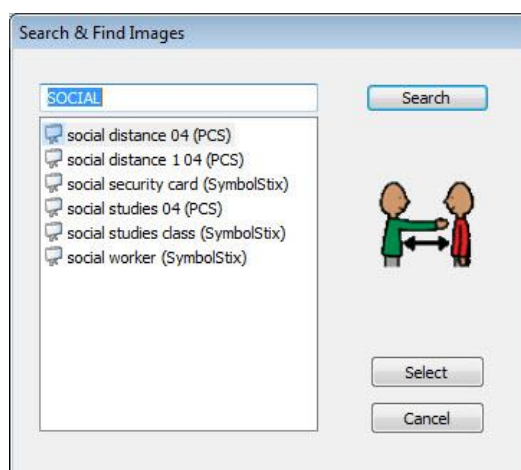 Search & Find Images
SOCIAL
Search
social distance 04 (PCS)
social distance 1 04 (PCS)
social security card (SymbolStix)
social studies 04 (PCS)
social studies class (SymbolStix)
social worker (SymbolStix)
Select
Cancel